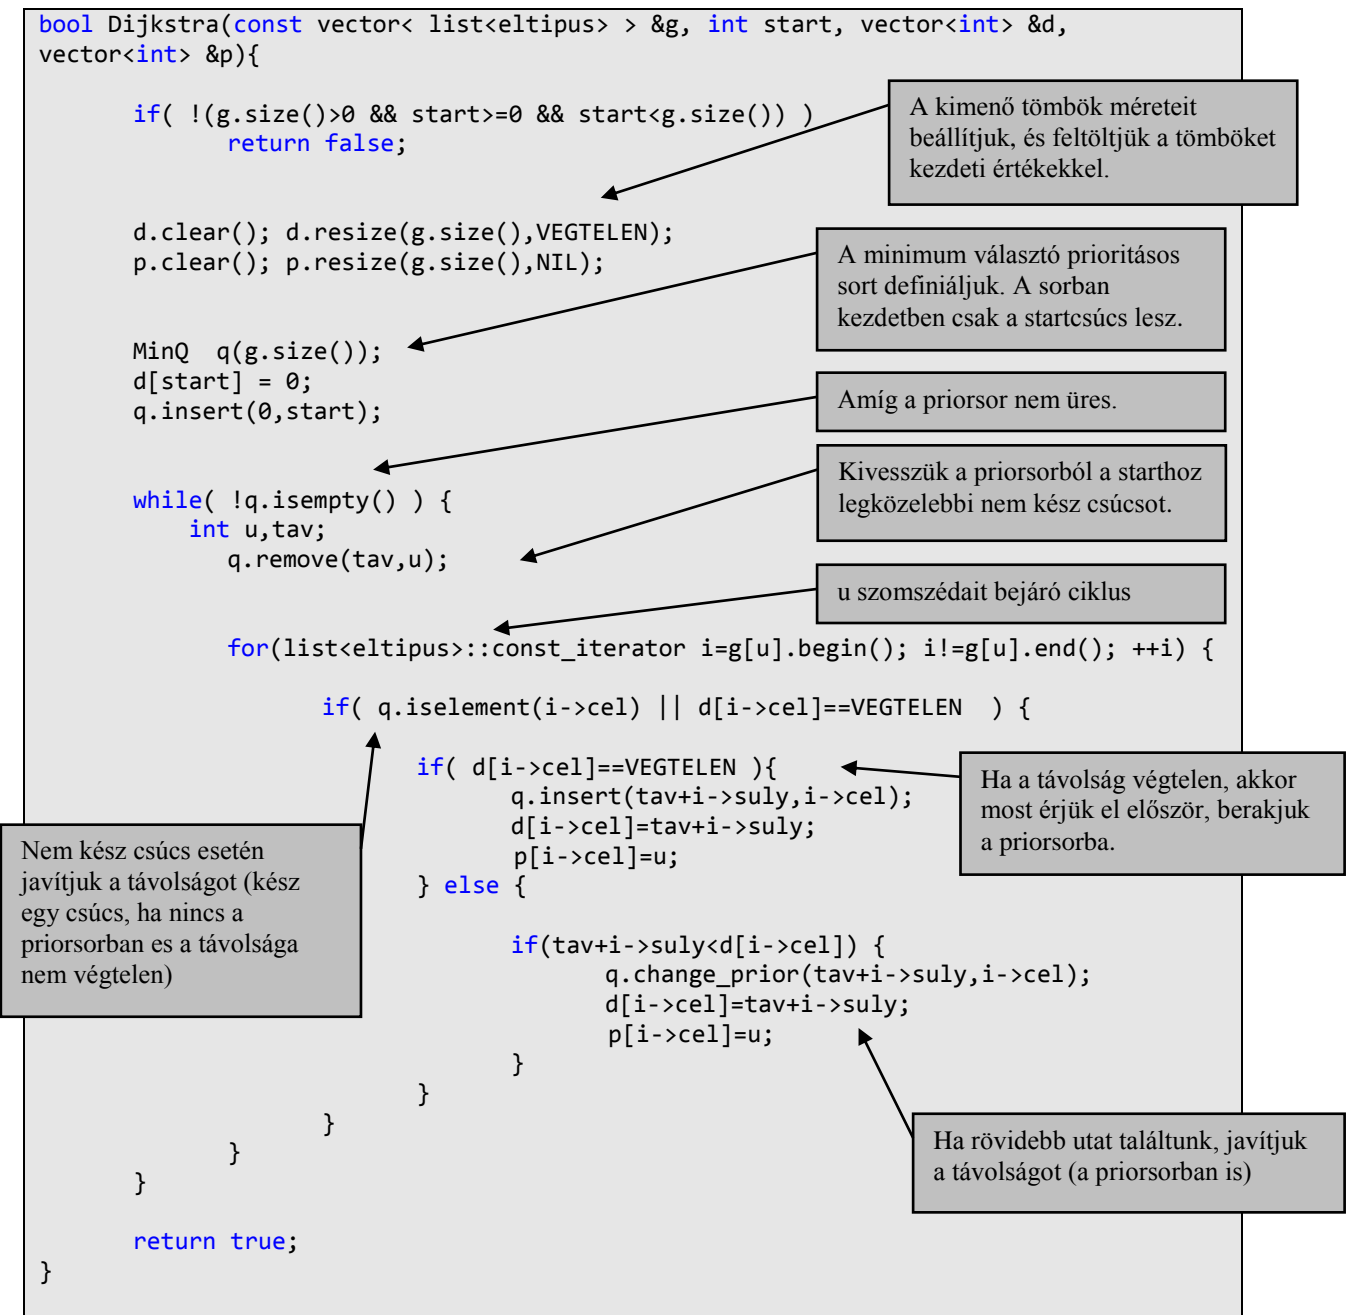 bool Dijkstra(const vector< list<eltipus> > &g, int start, vector<int> &d,
vector<int> &p){
if( !(g.size()>0 && start>=0 && start<g.size()) )
return false;
A kimenő tömbök méreteit
beállítjuk, és feltöltjük a tömböket
kezdeti értékekkel.
d.clear(); d.resize(g.size(),VEGTELEN);
p.clear(); p.resize(g.size(),NIL);
A minimum választó prioritásos
sort definiáljuk. A sorban
kezdetben csak a startcsúcs lesz.
MinQ  q(g.size());
d[start] = 0;
q.insert(0,start);
Amíg a priorsor nem üres.
while( !q.isempty() ) {
int u,tav;
q.remove(tav,u);
Kivesszük a priorsorból a starthoz
legközelebbi nem kész csúcsot.
u szomszédait bejáró ciklus
for(list<eltipus>::const_iterator i=g[u].begin(); i!=g[u].end(); ++i) {
if( q.iselement(i->cel) || d[i->cel]==VEGTELEN  ) {
if( d[i->cel]==VEGTELEN ){
q.insert(tav+i->suly,i->cel);
d[i->cel]=tav+i->suly;
p[i->cel]=u;
} else {
Ha a távolság végtelen, akkor
most érjük el először, berakjuk
a priorsorba.
Nem kész csúcs esetén
javítjuk a távolságot (kész
egy csúcs, ha nincs a
priorsorban es a távolsága
nem végtelen)
if(tav+i->suly<d[i->cel]) {
q.change_prior(tav+i->suly,i->cel);
d[i->cel]=tav+i->suly;
p[i->cel]=u;
}
}
}
}
}
Ha rövidebb utat találtunk, javítjuk
a távolságot (a priorsorban is)
return true;
}